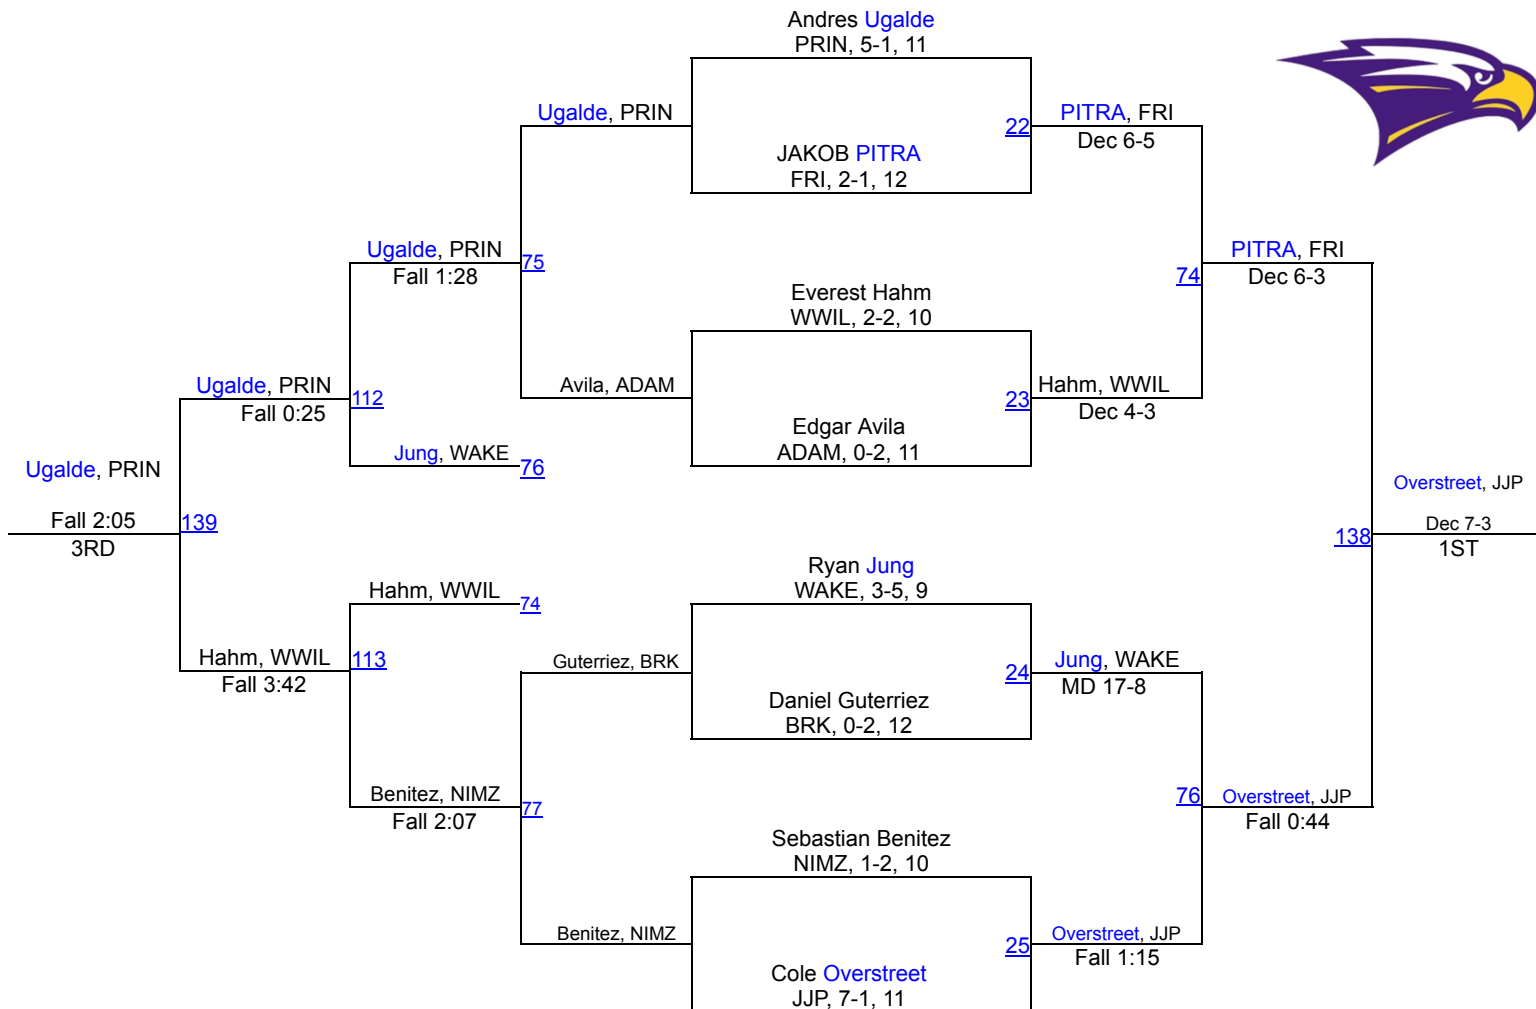 Andres Ugalde
PRIN, 5-1, 11
Ugalde, PRIN
22
PITRA, FRI
Dec 6-5
JAKOB PITRA
FRI, 2-1, 12
Ugalde, PRIN
Fall 1:28
75
PITRA, FRI
Dec 6-3
74
Everest Hahm
WWIL, 2-2, 10
Ugalde, PRIN
Fall 0:25
112
Avila, ADAM
23
Hahm, WWIL
Dec 4-3
Edgar Avila
ADAM, 0-2, 11
Jung, WAKE
76
Ugalde, PRIN
Fall 2:05
3RD
139
Overstreet, JJP
Dec 7-3
1ST
138
Ryan Jung
WAKE, 3-5, 9
Hahm, WWIL
74
Hahm, WWIL
Fall 3:42
113
Guterriez, BRK
24
Jung, WAKE
MD 17-8
Daniel Guterriez
BRK, 0-2, 12
Benitez, NIMZ
Fall 2:07
77
76
Overstreet, JJP
Fall 0:44
Sebastian Benitez
NIMZ, 1-2, 10
Benitez, NIMZ
25
Overstreet, JJP
Fall 1:15
Cole Overstreet
JJP, 7-1, 11